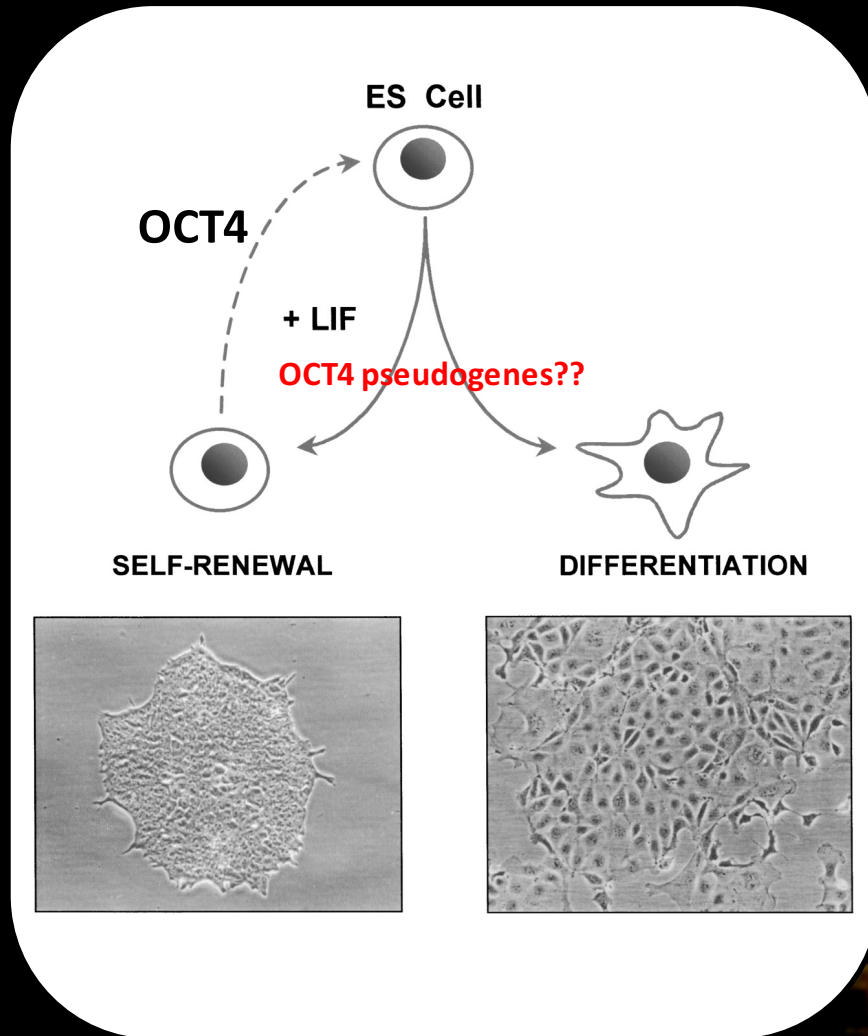 ES Cell
OCT4
+ LIF
OCT4 pseudogenes??
SELF-RENEWAL
DIFFERENTIATION